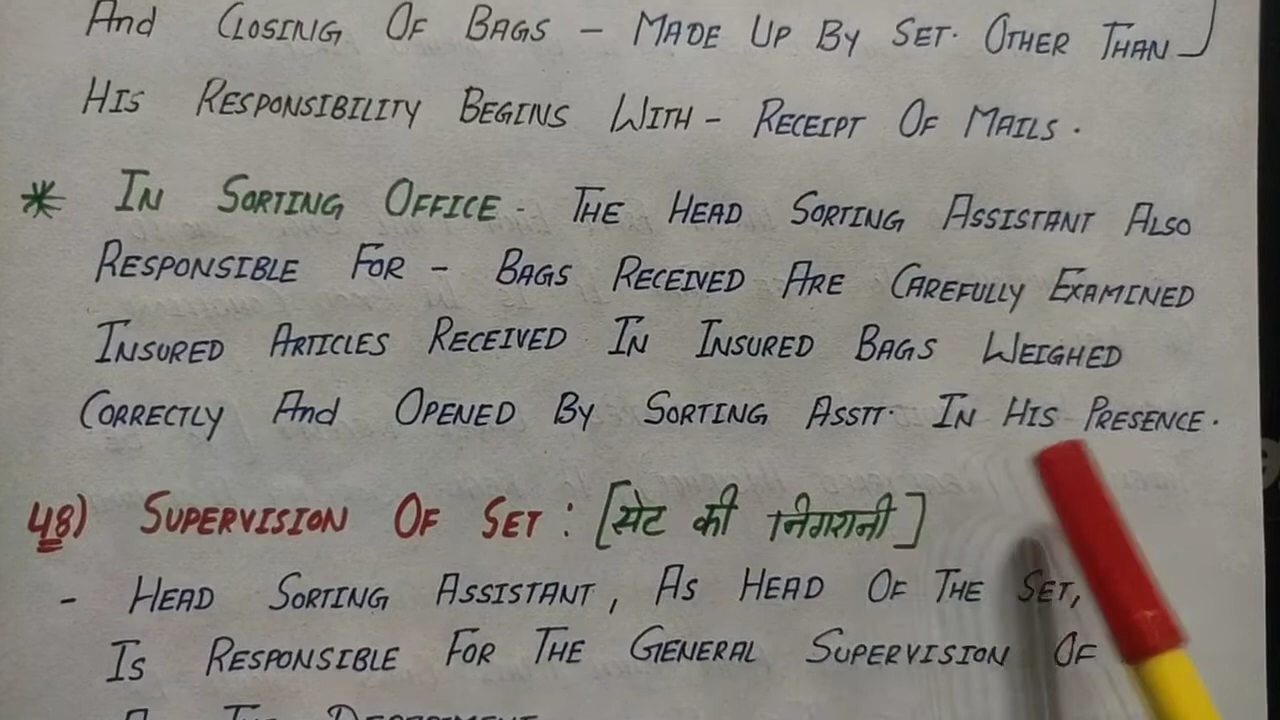 And Closing Of Bags - Made Up By Set. Other Than
His Responsibility Begins With - Receipt Of Mails.
* In Sorting Office. The Head Sorting Assistant Also
Responsible For - Bags Received Are Carefully Examined
Insured Articles Received In Insured Bags Weighed
Correctly And Opened By Sorting Asstt. In His Presence.
48) Supervision Of Set : [सेट की निगरानी]
- Head Sorting Assistant, As Head Of The Set,
Is Responsible For The General Supervision Of
The Department